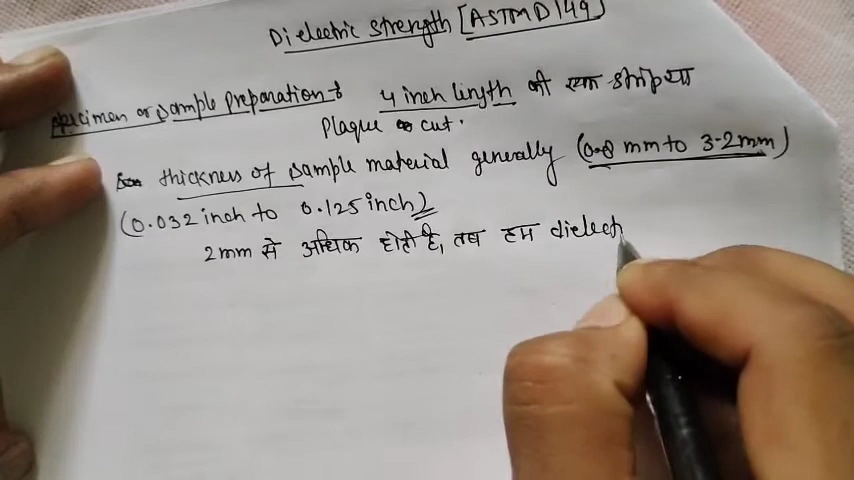 Dielectric strength [ASTM D149]
specimen or sample preparation → 4 inch lingth की एक strip या
plaque cut.
thickness of sample material generally (0.8 mm to 3.2mm)
(0.032 inch to 0.125 inch)
2mm से अधिक होती है, तब हम dielect